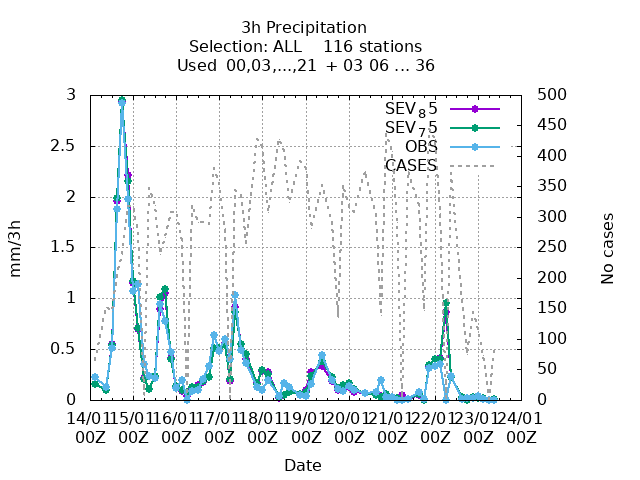 3h Precipitation
Selection: ALL 116 stations
Used 00,03,...,21 + 03 06 ... 36
mm/3h
No cases
3
2.5
2
1.5
1
0.5
0
500
450
400
350
300
250
200
150
100
50
0
SEV₈5
SEV₇5
OBS
CASES
14/01 15/01 16/01 17/01 18/01 19/01 20/01 21/01 22/01 23/01 24/01
00Z 00Z 00Z 00Z 00Z 00Z 00Z 00Z 00Z 00Z 00Z
Date